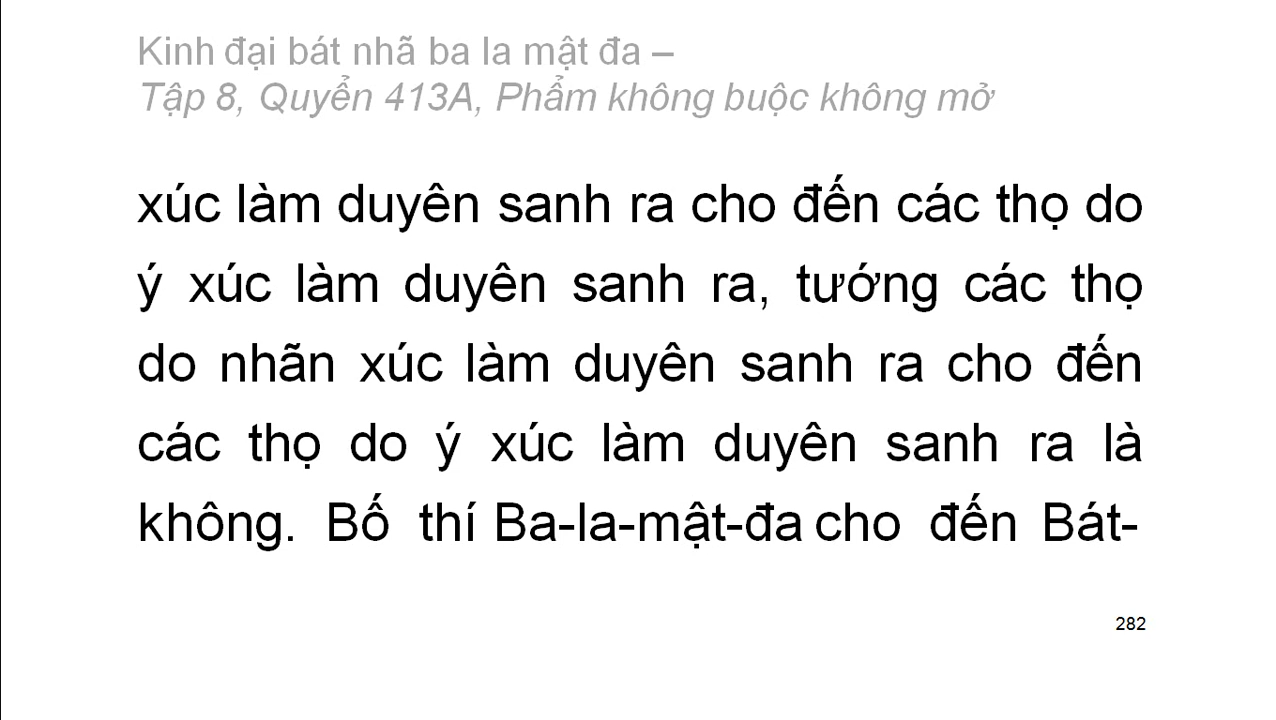 Kinh đại bát nhã ba la mật đa –
Tập 8, Quyển 413A, Phẩm không buộc không mở
xúc làm duyên sanh ra cho đến các thọ do
ý xúc làm duyên sanh ra, tướng các thọ
do nhãn xúc làm duyên sanh ra cho đến
các thọ do ý xúc làm duyên sanh ra là
không. Bố thí Ba-la-mật-đa cho đến Bát-
282